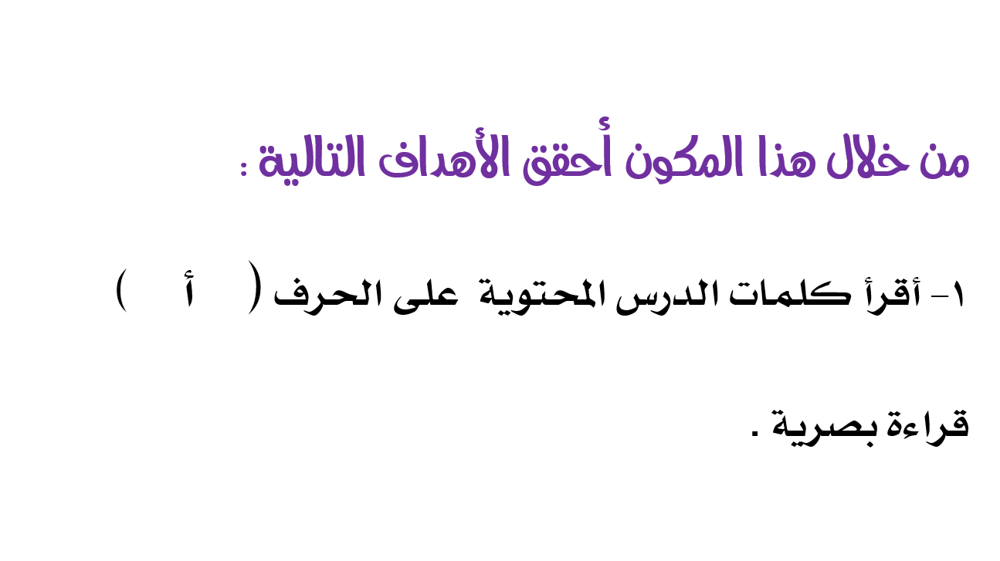 من خلال هذا المكون أحقق الأهداف التالية :
١- أقرأ كلمات الدرس المحتوية على الحرف ( أ )
قراءة بصرية .